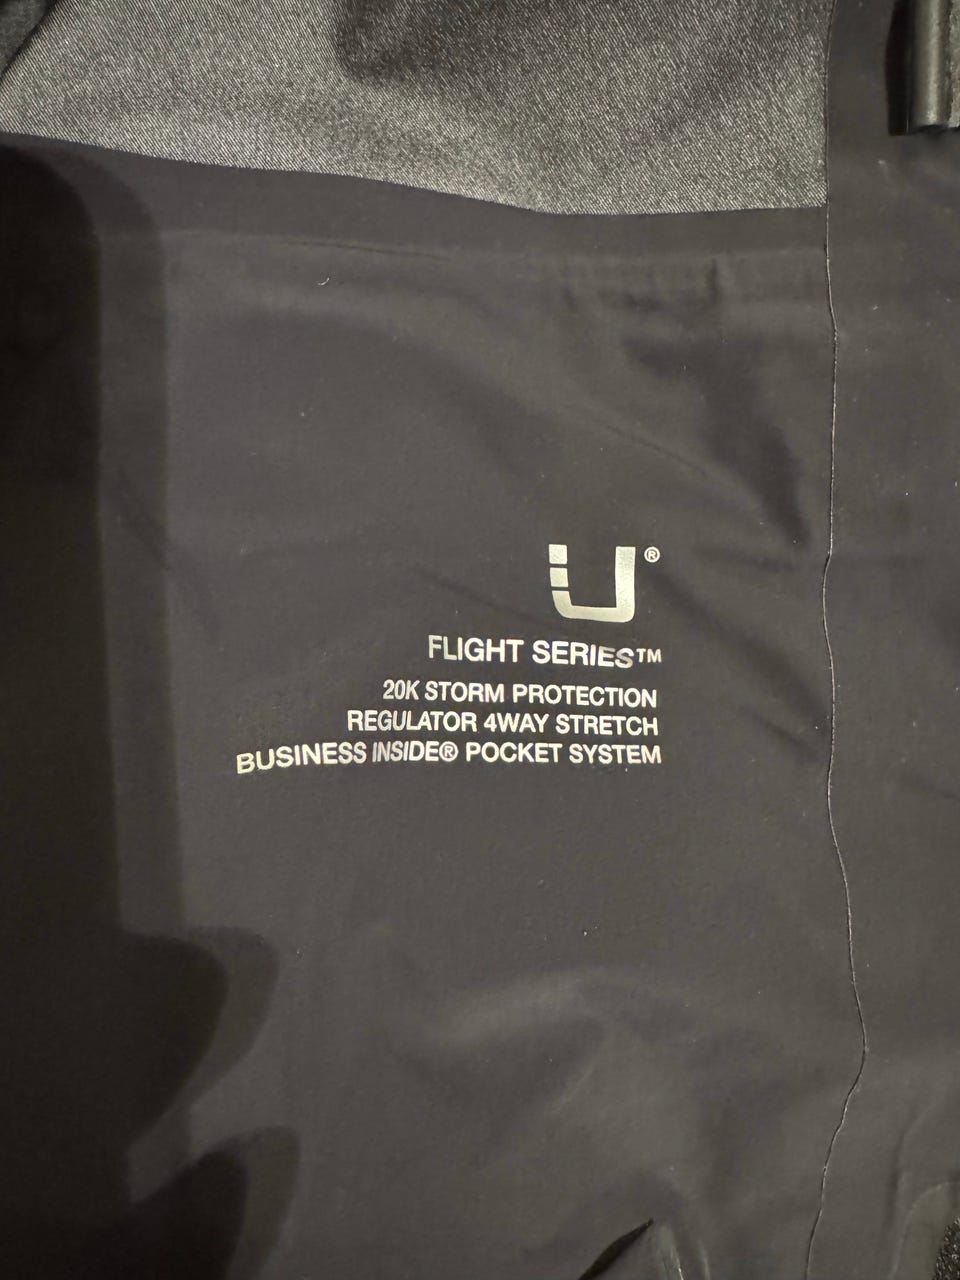 U®
FLIGHT SERIES™
20K STORM PROTECTION
REGULATOR 4WAY STRETCH
BUSINESS INSIDE® POCKET SYSTEM